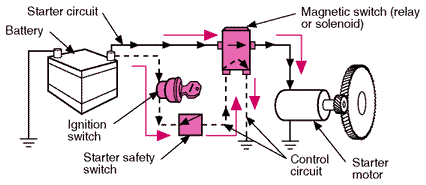 Starter circuit
Battery
Magnetic switch (relay
or solenoid)
Ignition
switch
Starter safety
switch
Control
circuit
Starter
motor